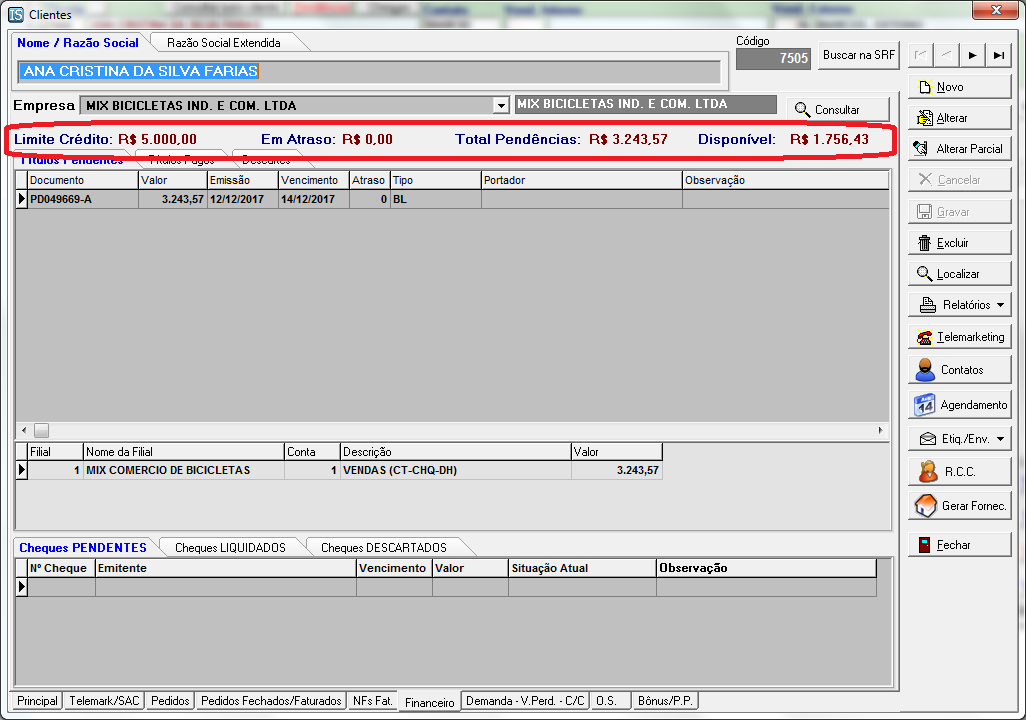 Clientes
Nome / Razão Social
Razão Social Extendida
Código
ANA CRISTINA DA SILVA FARIAS
7505
Buscar na SRF
Empresa
MIX BICICLETAS IND. E COM. LTDA
MIX BICICLETAS IND. E COM. LTDA
Consultar
Limite Crédito: R$ 5.000,00 Em Atraso: R$ 0,00 Total Pendências: R$ 3.243,57 Disponível: R$ 1.756,43
Títulos Pendentes Títulos Pagos Descartes
Documento Valor Emissão Vencimento Atraso Tipo Portador Observação
PD049669-A 3.243,57 12/12/2017 14/12/2017 0 BL
Filial Nome da Filial Conta Descrição Valor
1 MIX COMERCIO DE BICICLETAS 1 VENDAS (CT-CHQ-DH) 3.243,57
Cheques PENDENTES Cheques LIQUIDADOS Cheques DESCARTADOS
Nº Cheque Emitente Vencimento Valor Situação Atual Observação
Principal Telemark/SAC Pedidos Pedidos Fechados/Faturados NFs Fat. Financeiro Demanda - V.Perd. - C/C O.S. Bônus/P.P.
Novo
Alterar
Alterar Parcial
Cancelar
Gravar
Excluir
Localizar
Relatórios
Telemarketing
Contatos
14
Agendamento
Etiq./Env.
R.C.C.
Gerar Fornec.
Fechar